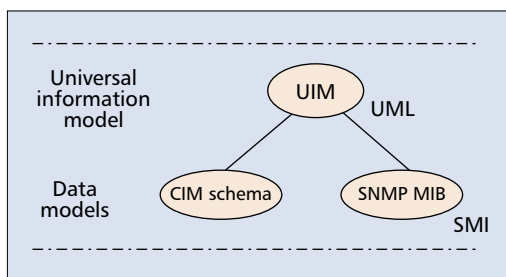 Universal
information
model
UIM
UML
Data
models
CIM schema
SNMP MIB
SMI